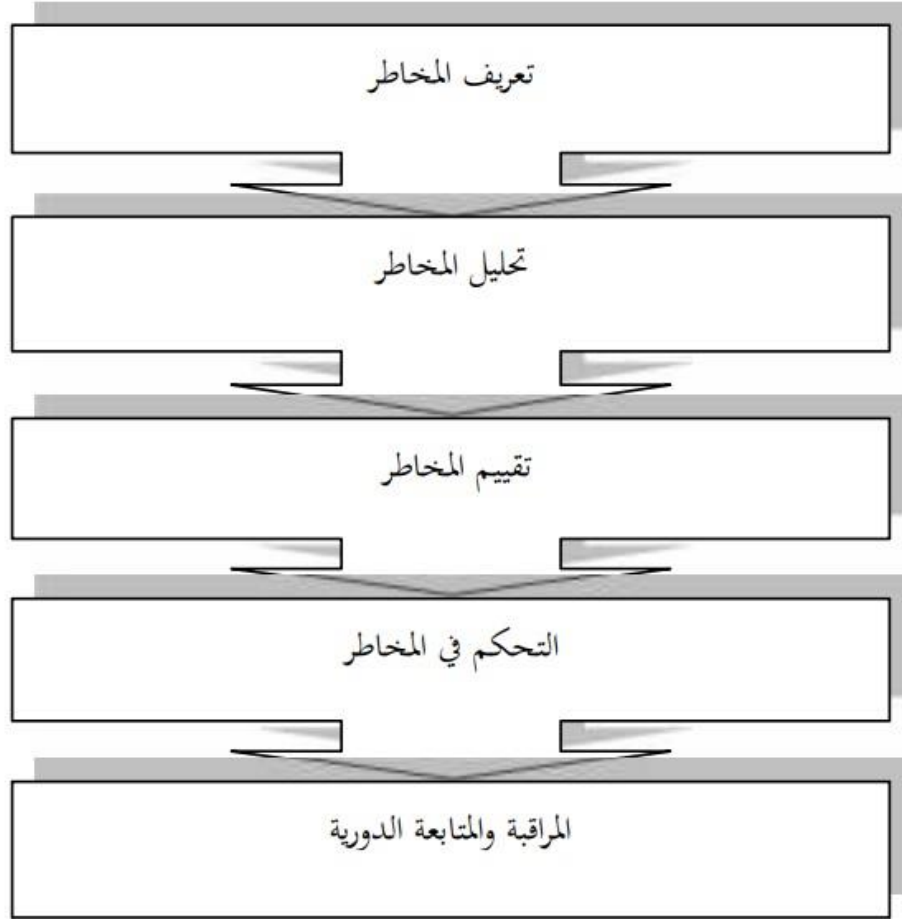 تعريف المخاطر
تحليل المخاطر
تقييم المخاطر
التحكم في المخاطر
المراقبة والمتابعة الدورية